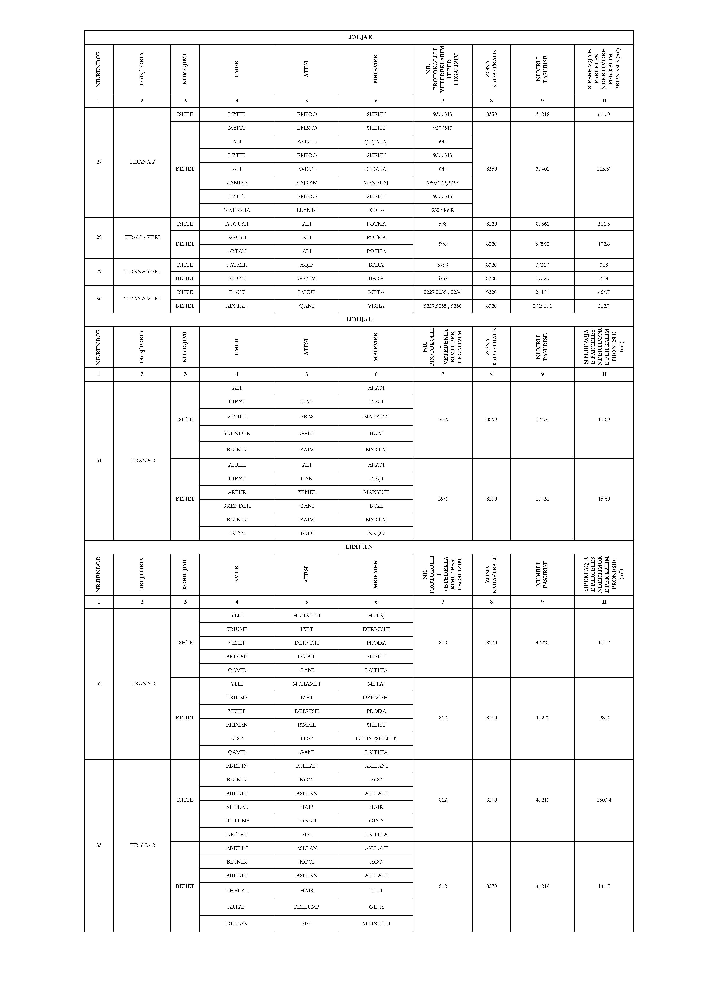 LIDHJA K
NR.RENDOR DREJTORIA KORIGJIMI EMER ATESI MBIEMER NR. PROTOKOLLI I VETEDEKLARIM IT PER LEGALIZIM ZONA KADASTRALE NUMRI I PASURISE SIPERFAQJA E PARCELES NDERTIMORE PER KALIM PRONESIE (m²)
1 2 3 4 5 6 7 8 9 11
27 TIRANA 2 ISHTE MYFIT EMBRO SHEHU 930/513 8350 3/218 61.00
BEHET MYFIT EMBRO SHEHU 930/513 8350 3/402 113.50
ALI AVDUL ÇEÇALAJ 644
MYFIT EMBRO SHEHU 930/513
ALI AVDUL ÇEÇALAJ 644
ZAMIRA BAJRAM ZENELAJ 930/17P;3737
MYFIT EMBRO SHEHU 930/513
NATASHA LLAMBI KOLA 930/468R
28 TIRANA VERI ISHTE AUGUSH ALI POTKA 598 8220 8/562 311.3
BEHET AGUSH ALI POTKA 598 8220 8/562 102.6
ARTAN ALI POTKA
29 TIRANA VERI ISHTE FATMIR AQIF BARA 5759 8320 7/320 318
BEHET ERION GEZIM BARA 5759 8320 7/320 318
30 TIRANA VERI ISHTE DAUT JAKUP META 5227,5235 , 5236 8320 2/191 464.7
BEHET ADRIAN QANI VISHA 5227,5235 , 5236 8320 2/191/1 212.7
LIDHJA L
NR.RENDOR DREJTORIA KORIGJIMI EMER ATESI MBIEMER NR. PROTOKOLLI I VETEDEKLA RIMIT PER LEGALIZIM ZONA KADASTRALE NUMRI I PASURISE SIPERFAQJA E PARCELES NDERTIMOR E PER KALIM PRONESIE (m²)
1 2 3 4 5 6 7 8 9 11
31 TIRANA 2 ISHTE ALI ARAPI 1676 8260 1/431 15.60
RIFAT ILAN DACI
ZENEL ABAS MAKSUTI
SKENDER GANI BUZI
BESNIK ZAIM MYRTAJ
BEHET AFRIM ALI ARAPI 1676 8260 1/431 15.60
RIFAT HAN DAÇI
ARTUR ZENEL MAKSUTI
SKENDER GANI BUZI
BESNIK ZAIM MYRTAJ
FATOS TODI NAÇO
LIDHJA N
NR.RENDOR DREJTORIA KORIGJIMI EMER ATESI MBIEMER NR. PROTOKOLLI I VETEDEKLA RIMIT PER LEGALIZIM ZONA KADASTRALE NUMRI I PASURISE SIPERFAQJA E PARCELES NDERTIMOR E PER KALIM PRONESIE (m²)
1 2 3 4 5 6 7 8 9 11
32 TIRANA 2 ISHTE YLLI MUHAMET METAJ 812 8270 4/220 101.2
TRIUMF IZET DYRMISHI
VEHIP DERVISH PRODA
ARDIAN ISMAIL SHEHU
QAMIL GANI LAJTHIA
BEHET YLLI MUHAMET METAJ 812 8270 4/220 98.2
TRIUMF IZET DYRMISHI
VEHIP DERVISH PRODA
ARDIAN ISMAIL SHEHU
ELSA PIRO DINDI (SHEHU)
QAMIL GANI LAJTHIA
33 TIRANA 2 ISHTE ABEDIN ASLLAN ASLLANI 812 8270 4/219 150.74
BESNIK KOCI AGO
ABEDIN ASLLAN ASLLANI
XHELAL HAIR HAIR
PELLUMB HYSEN GINA
DRITAN SIRI LAJTHIA
BEHET ABEDIN ASLLAN ASLLANI 812 8270 4/219 141.7
BESNIK KOÇI AGO
ABEDIN ASLLAN ASLLANI
XHELAL HAIR YLLI
ARTAN PELLUMB GINA
DRITAN SIRI MINXOLLI